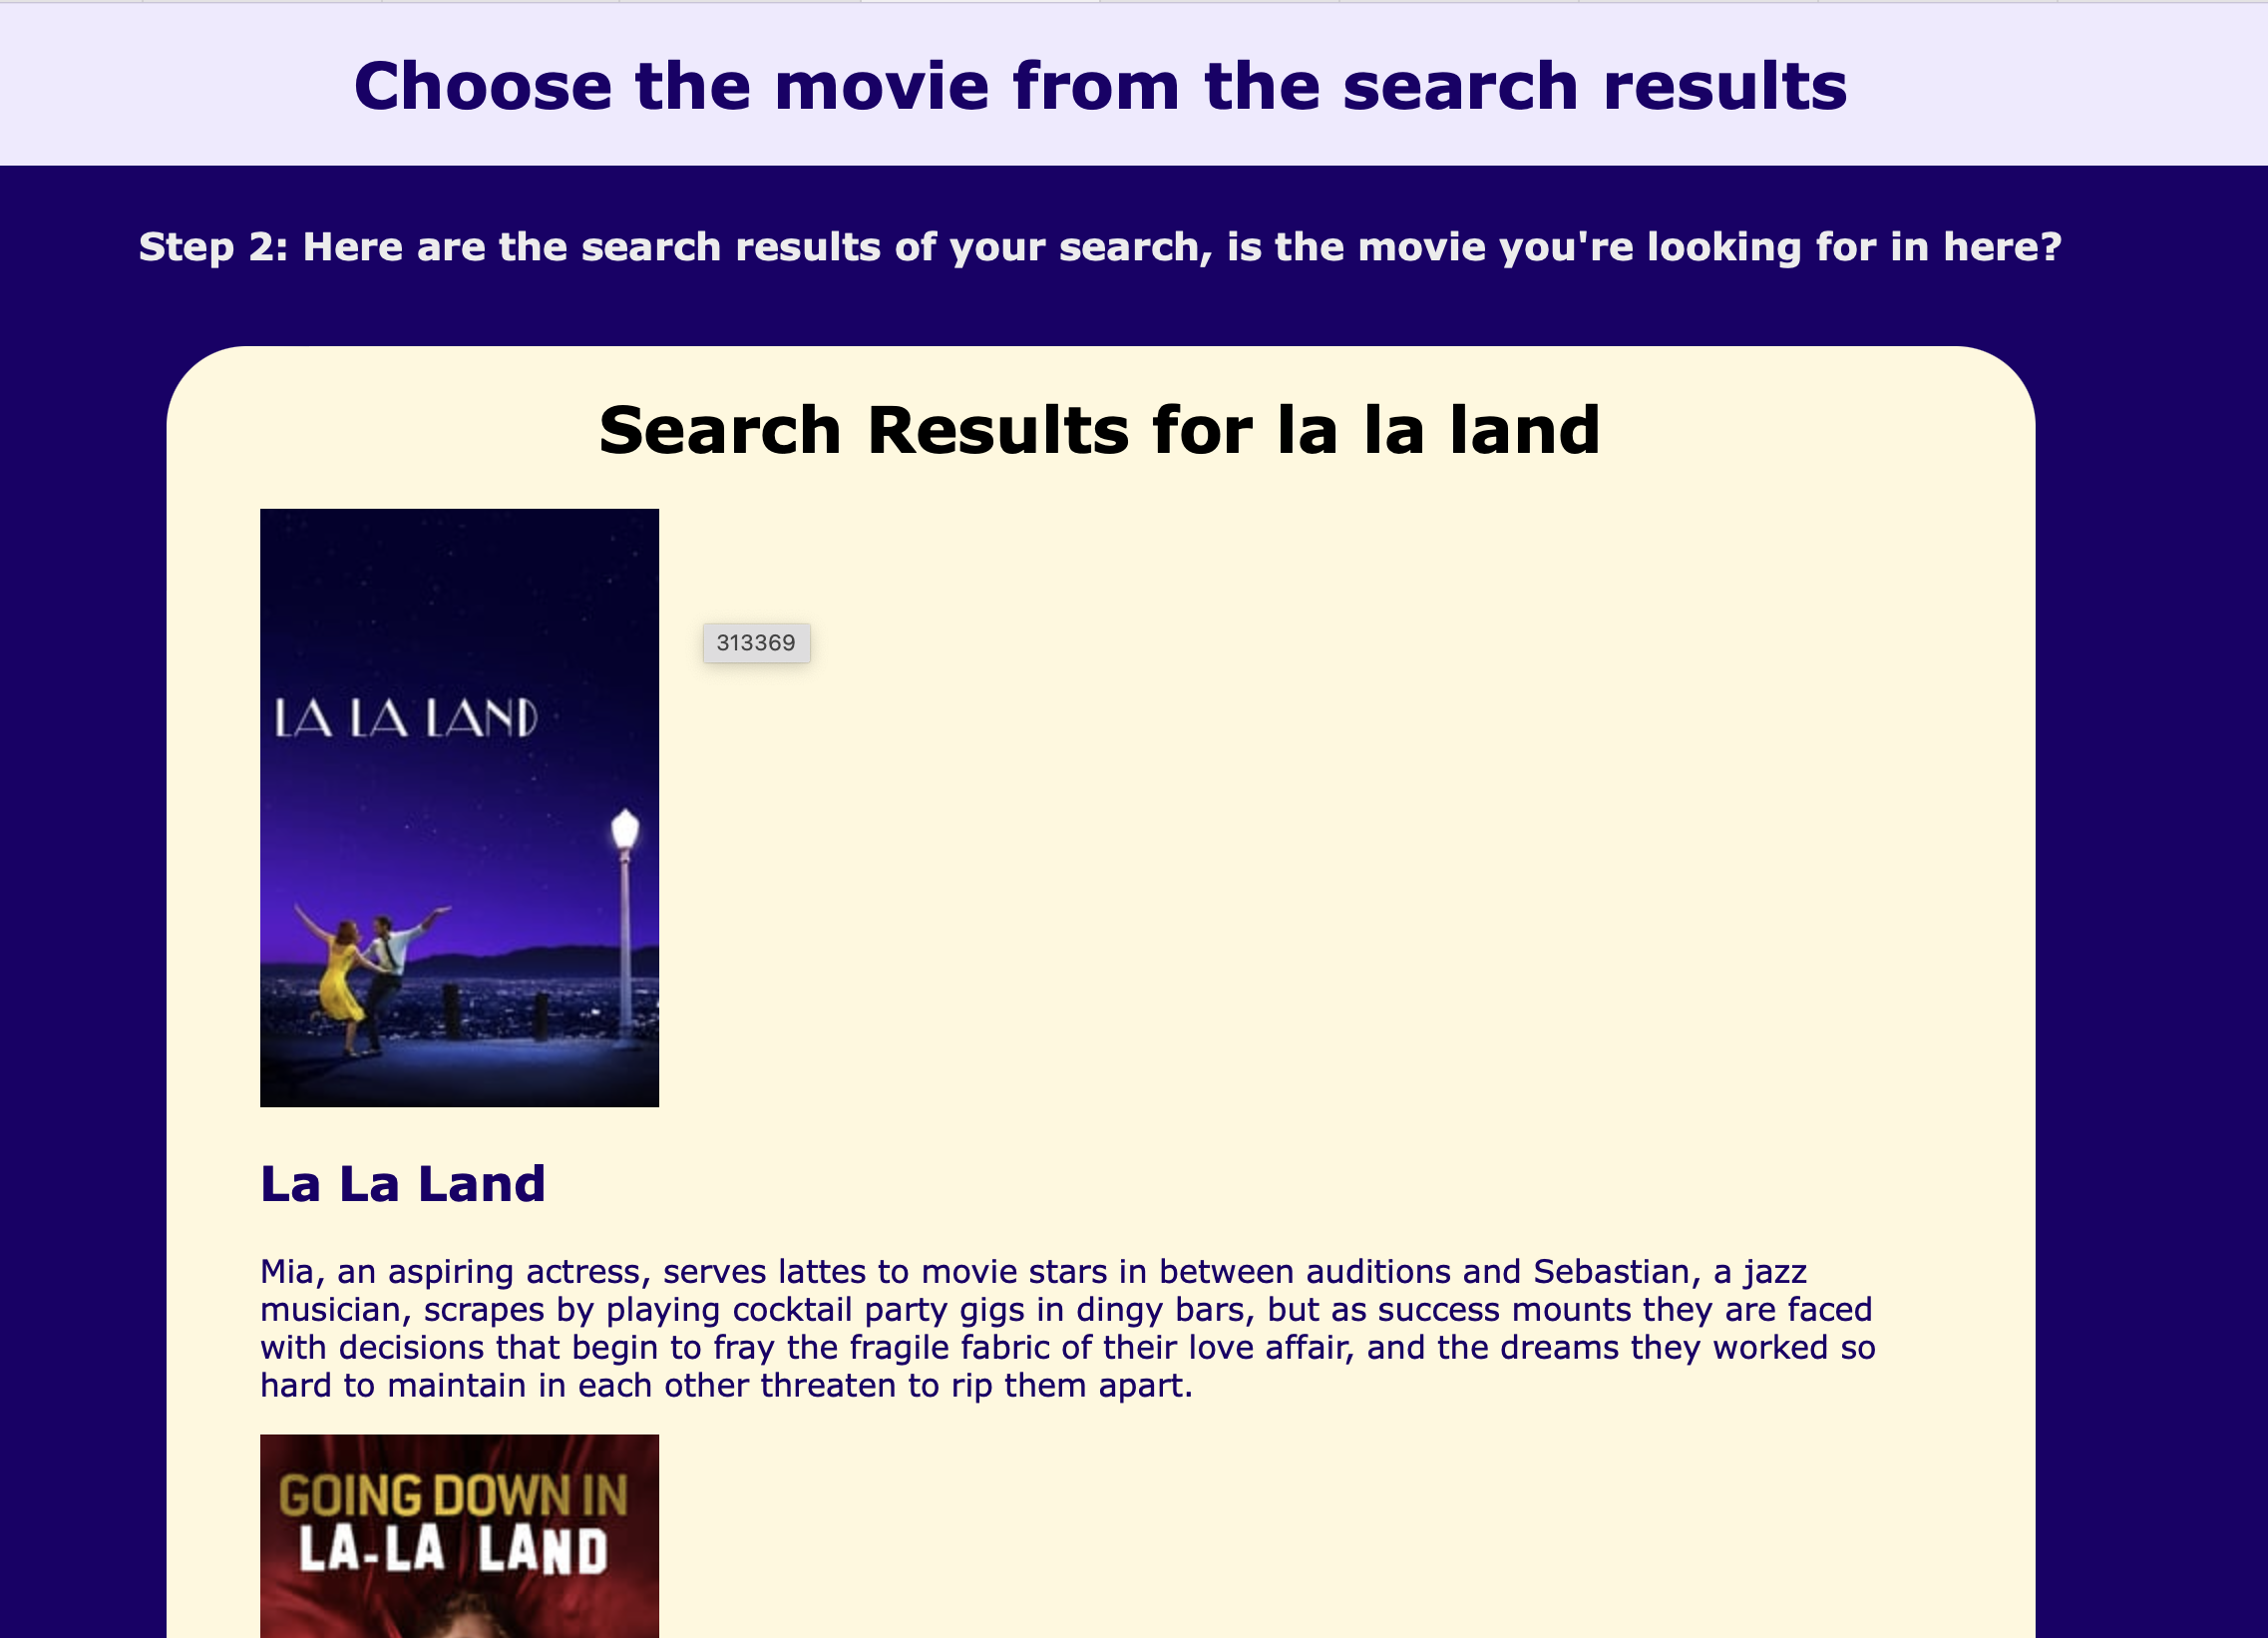 Choose the movie from the search results
Step 2: Here are the search results of your search, is the movie you're looking for in here?
Search Results for la la land
313369
LA LA LAND
La La Land
Mia, an aspiring actress, serves lattes to movie stars in between auditions and Sebastian, a jazz
musician, scrapes by playing cocktail party gigs in dingy bars, but as success mounts they are faced
with decisions that begin to fray the fragile fabric of their love affair, and the dreams they worked so
hard to maintain in each other threaten to rip them apart.
GOING DOWN IN
LA-LA LAND